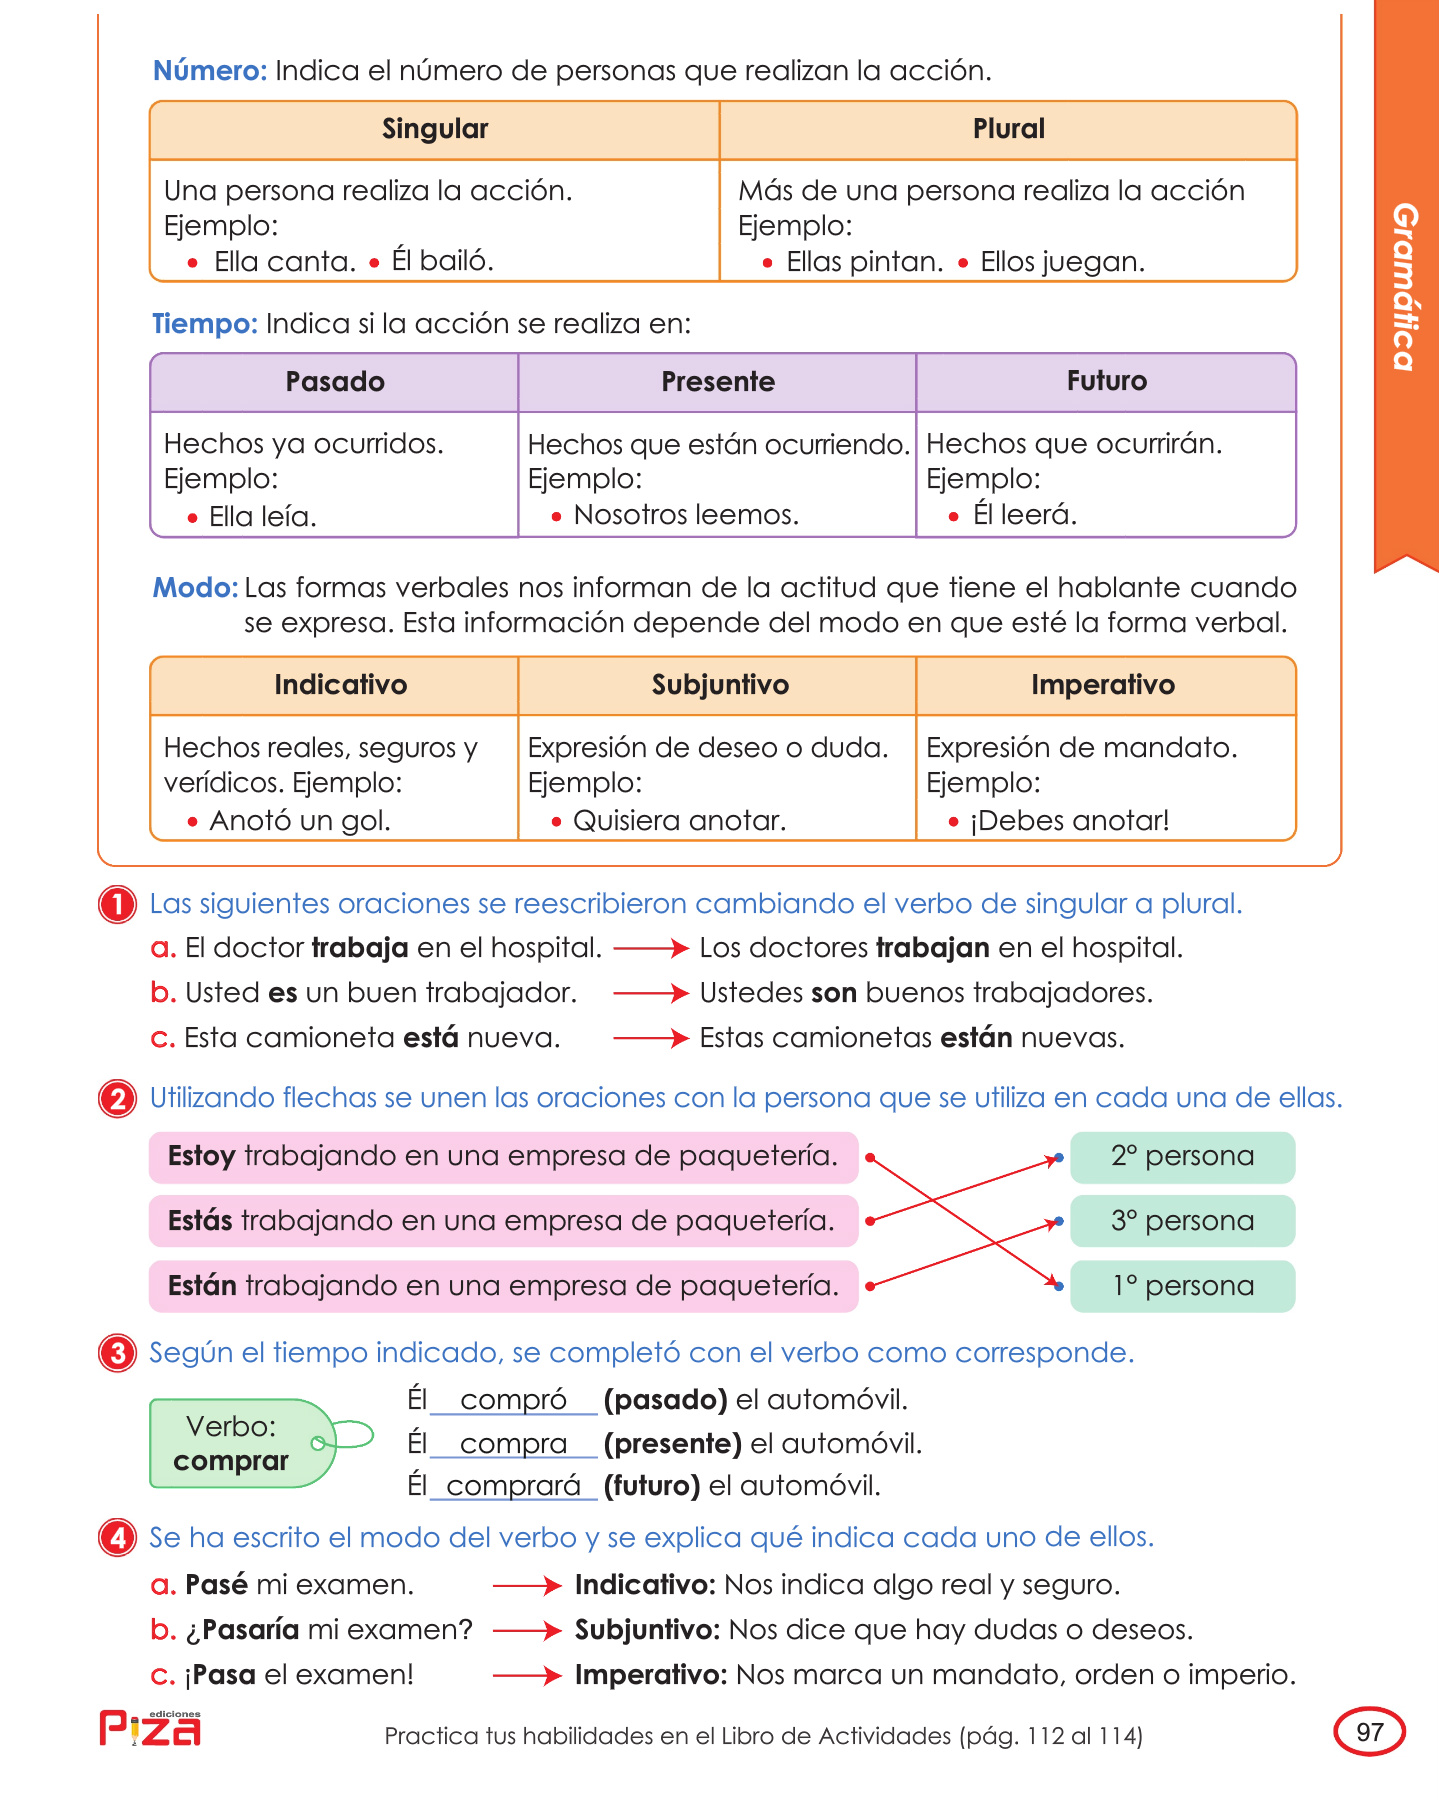 Número: Indica el número de personas que realizan la acción.
Singular
Plural
Una persona realiza la acción.
Ejemplo:
• Ella canta. • Él bailó.
Más de una persona realiza la acción
Ejemplo:
• Ellas pintan. • Ellos juegan.
Gramática
Tiempo: Indica si la acción se realiza en:
Pasado
Presente
Futuro
Hechos ya ocurridos.
Ejemplo:
• Ella leía.
Hechos que están ocurriendo.
Ejemplo:
• Nosotros leemos.
Hechos que ocurrirán.
Ejemplo:
• Él leerá.
Modo: Las formas verbales nos informan de la actitud que tiene el hablante cuando
se expresa. Esta información depende del modo en que esté la forma verbal.
Indicativo
Subjuntivo
Imperativo
Hechos reales, seguros y
verídicos. Ejemplo:
• Anotó un gol.
Expresión de deseo o duda.
Ejemplo:
• Quisiera anotar.
Expresión de mandato.
Ejemplo:
• ¡Debes anotar!
1 Las siguientes oraciones se reescribieron cambiando el verbo de singular a plural.
a. El doctor trabaja en el hospital. Los doctores trabajan en el hospital.
b. Usted es un buen trabajador. Ustedes son buenos trabajadores.
c. Esta camioneta está nueva. Estas camionetas están nuevas.
2 Utilizando flechas se unen las oraciones con la persona que se utiliza en cada una de ellas.
Estoy trabajando en una empresa de paquetería. 2° persona
Estás trabajando en una empresa de paquetería. 3° persona
Están trabajando en una empresa de paquetería. 1° persona
3 Según el tiempo indicado, se completó con el verbo como corresponde.
Verbo:
comprar
Él compró (pasado) el automóvil.
Él compra (presente) el automóvil.
Él comprará (futuro) el automóvil.
4 Se ha escrito el modo del verbo y se explica qué indica cada uno de ellos.
a. Pasé mi examen. Indicativo: Nos indica algo real y seguro.
b. ¿Pasaría mi examen? Subjuntivo: Nos dice que hay dudas o deseos.
c. ¡Pasa el examen! Imperativo: Nos marca un mandato, orden o imperio.
ediciones
Piza
Practica tus habilidades en el Libro de Actividades (pág. 112 al 114)
97